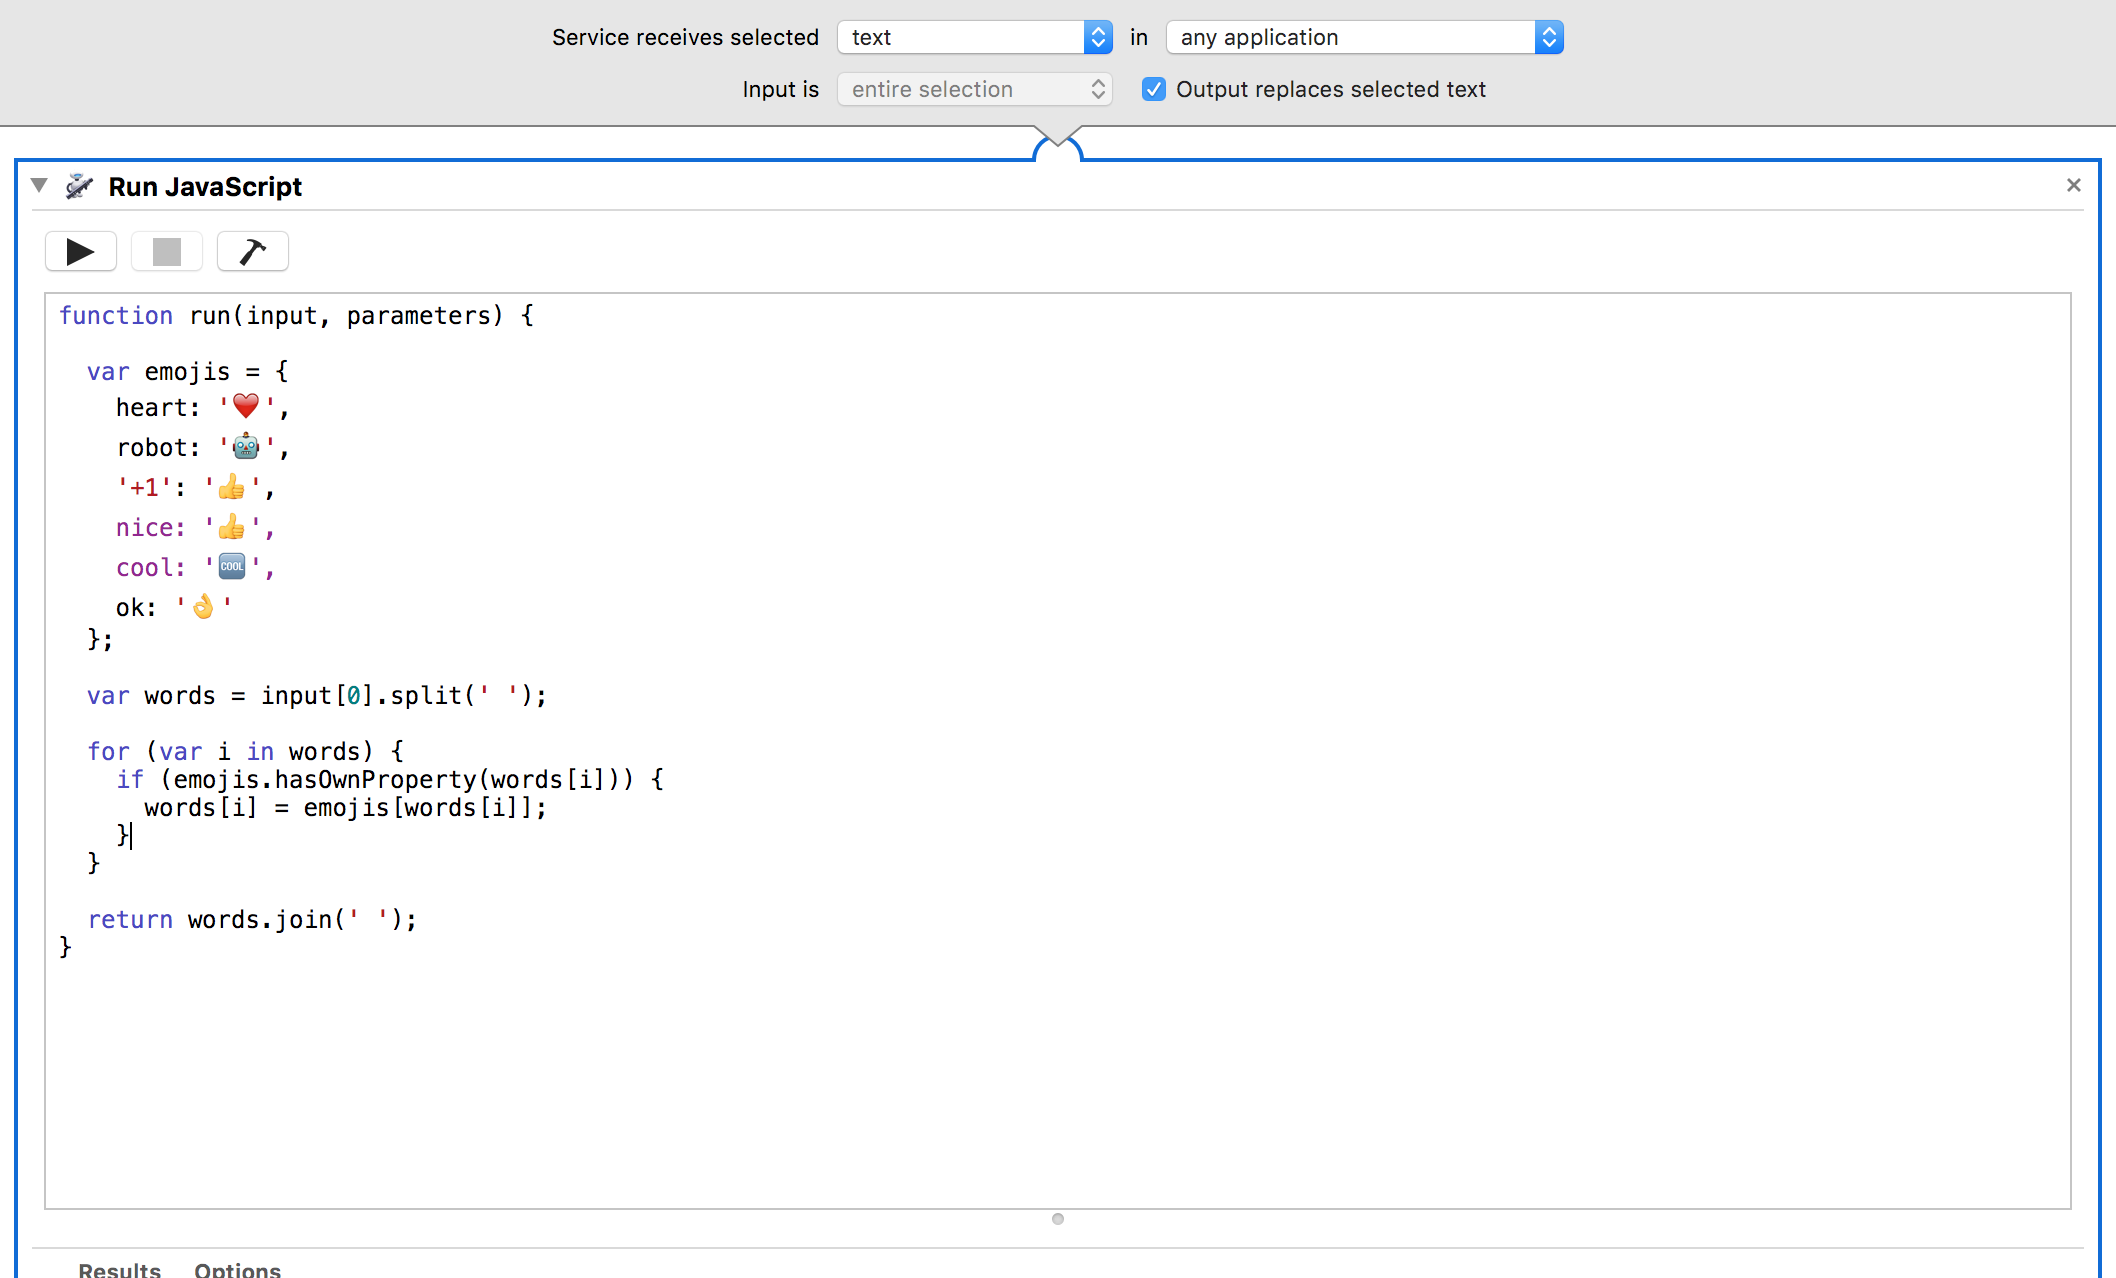 Service receives selected text in any application
Input is entire selection Output replaces selected text
Run JavaScript
function run(input, parameters) {
var emojis = {
heart: '❤️',
robot: '🤖',
'+1': '👍',
nice: '👍',
cool: '🆒',
ok: '👌'
};
var words = input[0].split(' ');
for (var i in words) {
if (emojis.hasOwnProperty(words[i])) {
words[i] = emojis[words[i]];
}
}
return words.join(' ');
}
Results Options